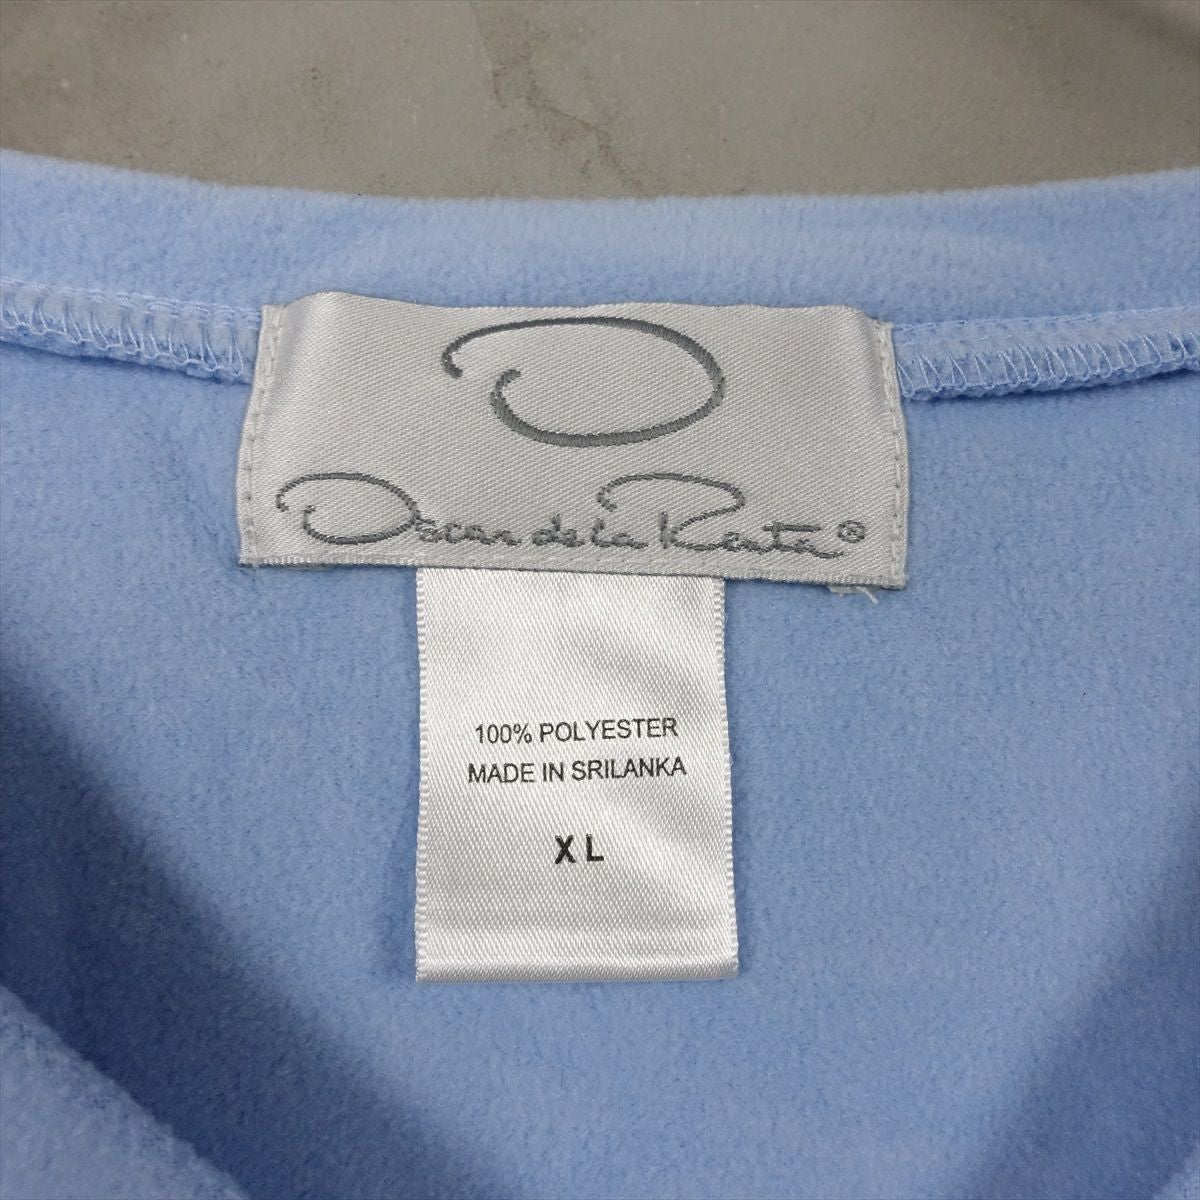 Oscar de la Renta®
100% POLYESTER
MADE IN SRILANKA
XL